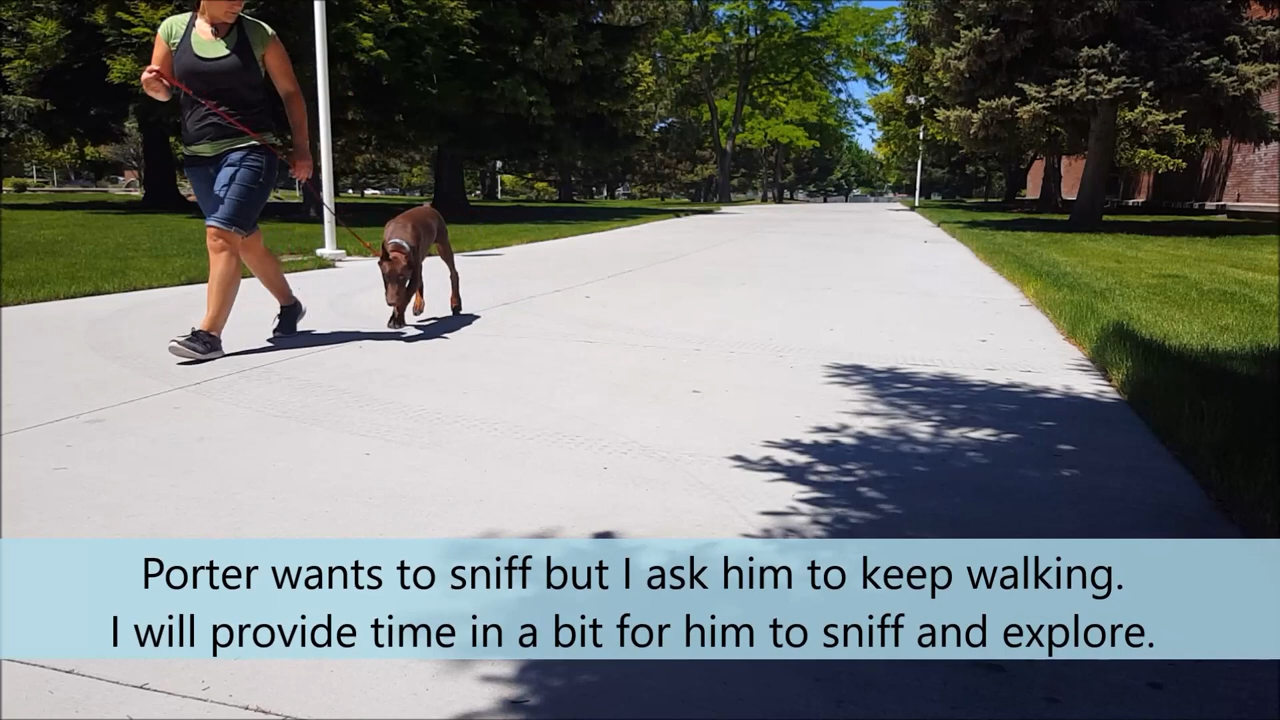 Porter wants to sniff but I ask him to keep walking.
I will provide time in a bit for him to sniff and explore.